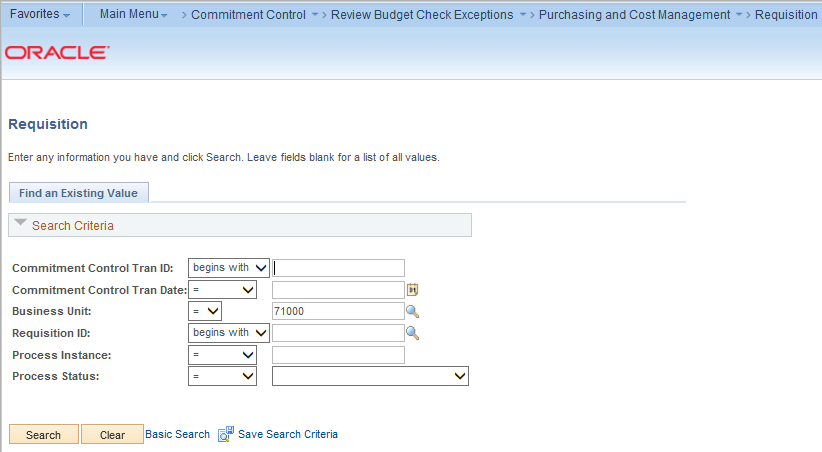 Favorites Main Menu > Commitment Control > Review Budget Check Exceptions > Purchasing and Cost Management > Requisition
ORACLE
Requisition
Enter any information you have and click Search. Leave fields blank for a list of all values.
Find an Existing Value
Search Criteria
Commitment Control Tran ID: begins with
Commitment Control Tran Date: =
Business Unit: = 71000
Requisition ID: begins with
Process Instance: =
Process Status: =
Search Clear Basic Search Save Search Criteria